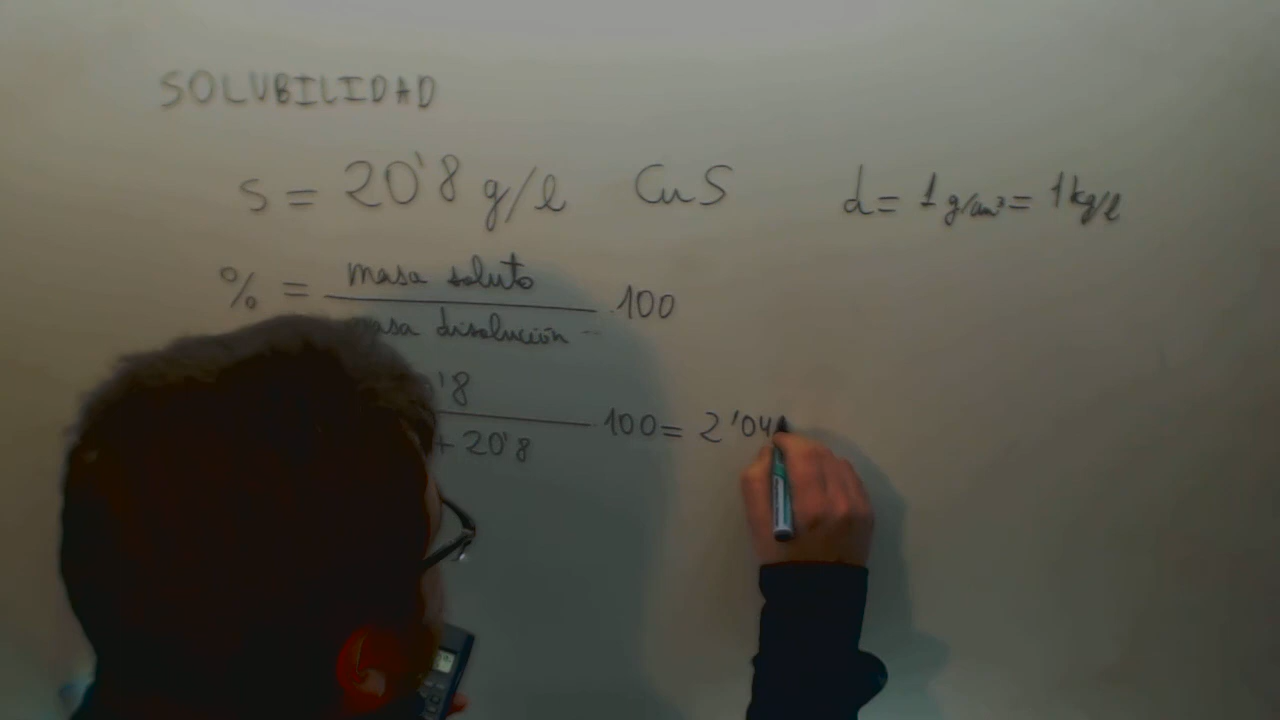 SOLUBILIDAD
S = 20'8 g/l CuS d = 1 g/cm³ = 1 kg/l
% = masa soluto
masa disolución · 100
'8
+ 20'8 · 100 = 2'04